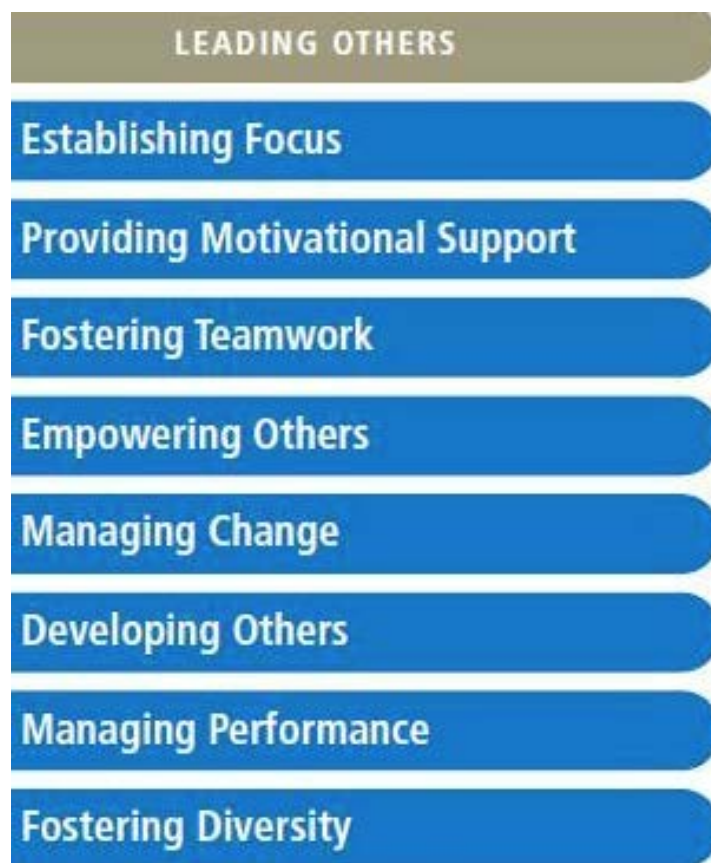 LEADING OTHERS
Establishing Focus
Providing Motivational Support
Fostering Teamwork
Empowering Others
Managing Change
Developing Others
Managing Performance
Fostering Diversity